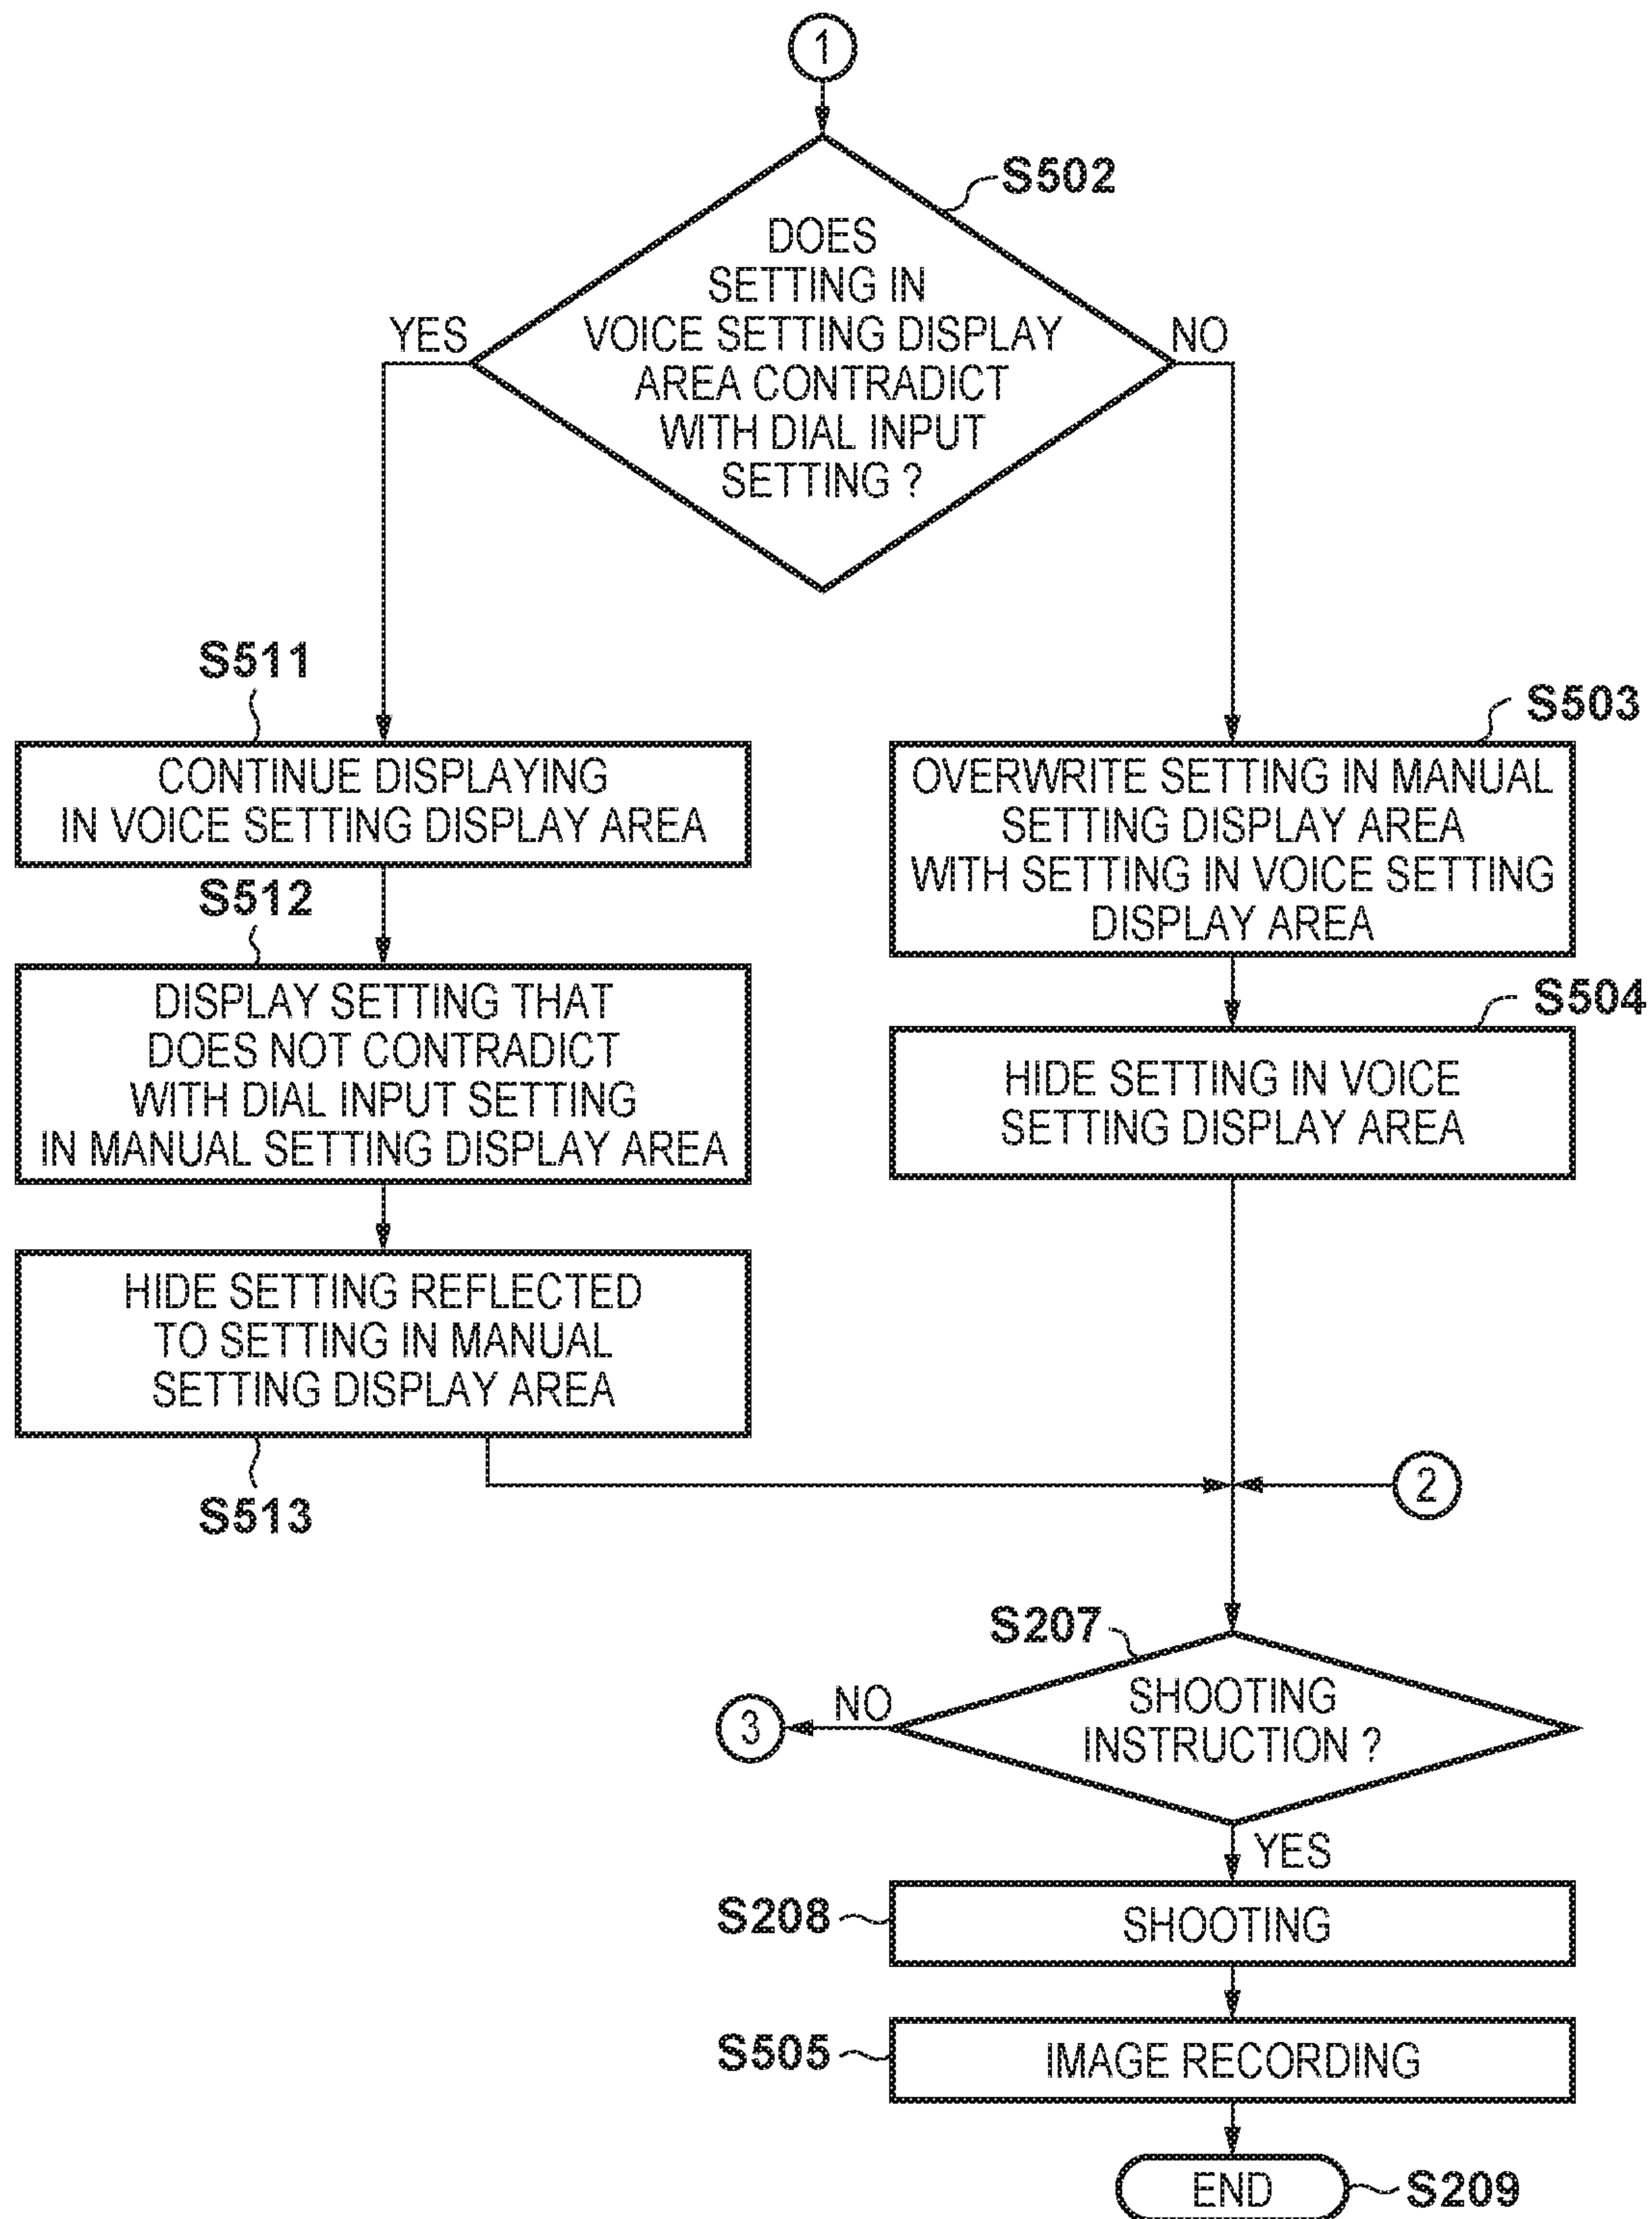 1
S502
DOES
SETTING IN
VOICE SETTING DISPLAY
AREA CONTRADICT
WITH DIAL INPUT
SETTING ?
YES
NO
S511
CONTINUE DISPLAYING
IN VOICE SETTING DISPLAY AREA
S512
DISPLAY SETTING THAT
DOES NOT CONTRADICT
WITH DIAL INPUT SETTING
IN MANUAL SETTING DISPLAY AREA
HIDE SETTING REFLECTED
TO SETTING IN MANUAL
SETTING DISPLAY AREA
S513
S503
OVERWRITE SETTING IN MANUAL
SETTING DISPLAY AREA
WITH SETTING IN VOICE SETTING
DISPLAY AREA
S504
HIDE SETTING IN VOICE
SETTING DISPLAY AREA
2
S207
SHOOTING
INSTRUCTION ?
NO
3
YES
S208
SHOOTING
S505
IMAGE RECORDING
END
S209